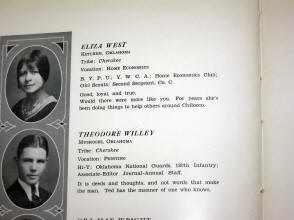 ELIZA WEST
KETCHUM, OKLAHOMA
Tribe: Cherokee
Vocation: HOME ECONOMICS
B. Y. P. U.; Y. W. C. A.; Home Economics Club;
Girl Scouts; Second Sergeant, Co. C.
Good, loyal, and true,
Would there were more like you. For years she's
been doing things to help others around Chilocco.
THEODORE WILLEY
MUSKOGEE, OKLAHOMA
Tribe: Cherokee
Vocation: PRINTING
Hi-Y; Oklahoma National Guards, 180th Infantry;
Associate-Editor Journal-Annual Staff.
It is deeds and thoughts, and not words that make
the man. Ted has the manner of one who knows.
WRIGHT